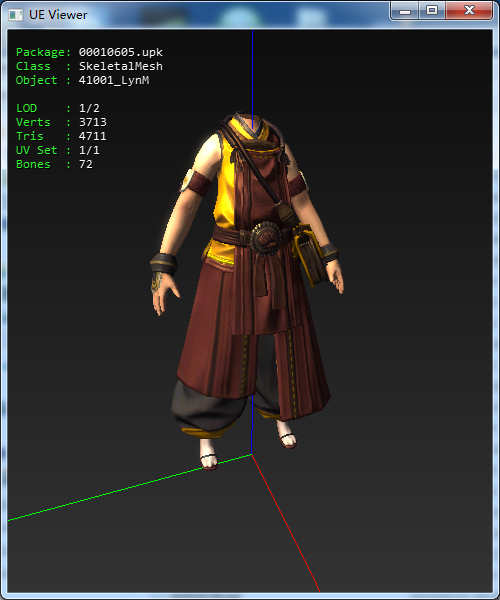 UE Viewer
Package: 00010605.upk
Class : SkeletalMesh
Object : 41001_LynM
LOD : 1/2
Verts : 3713
Tris : 4711
UV Set : 1/1
Bones : 72